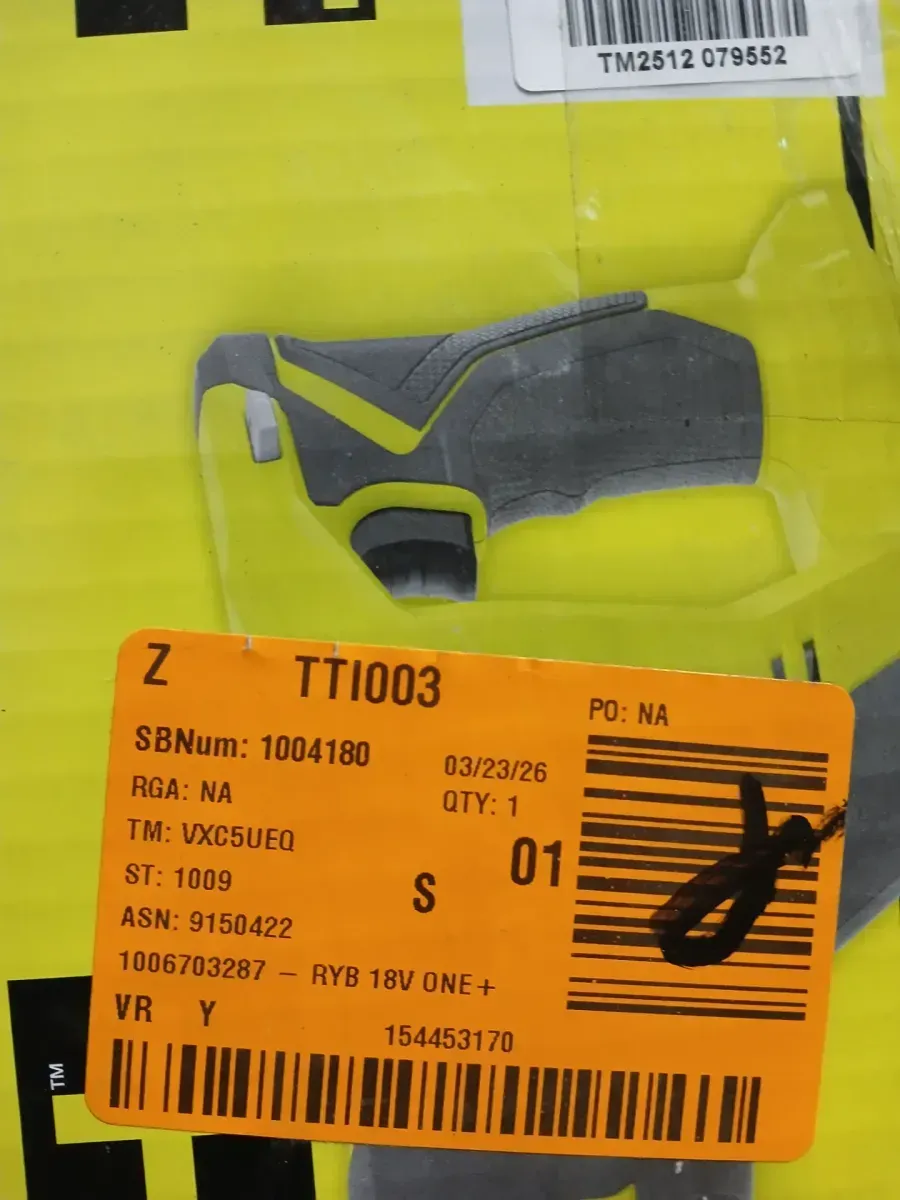 TM2512 079552
Z TTI003
PO: NA
SBNum: 1004180
03/23/26
RGA: NA
QTY: 1
TM: VXC5UEQ
01
ST: 1009
S
ASN: 9150422
1006703287 – RYB 18V ONE+
VR Y
154453170
TM